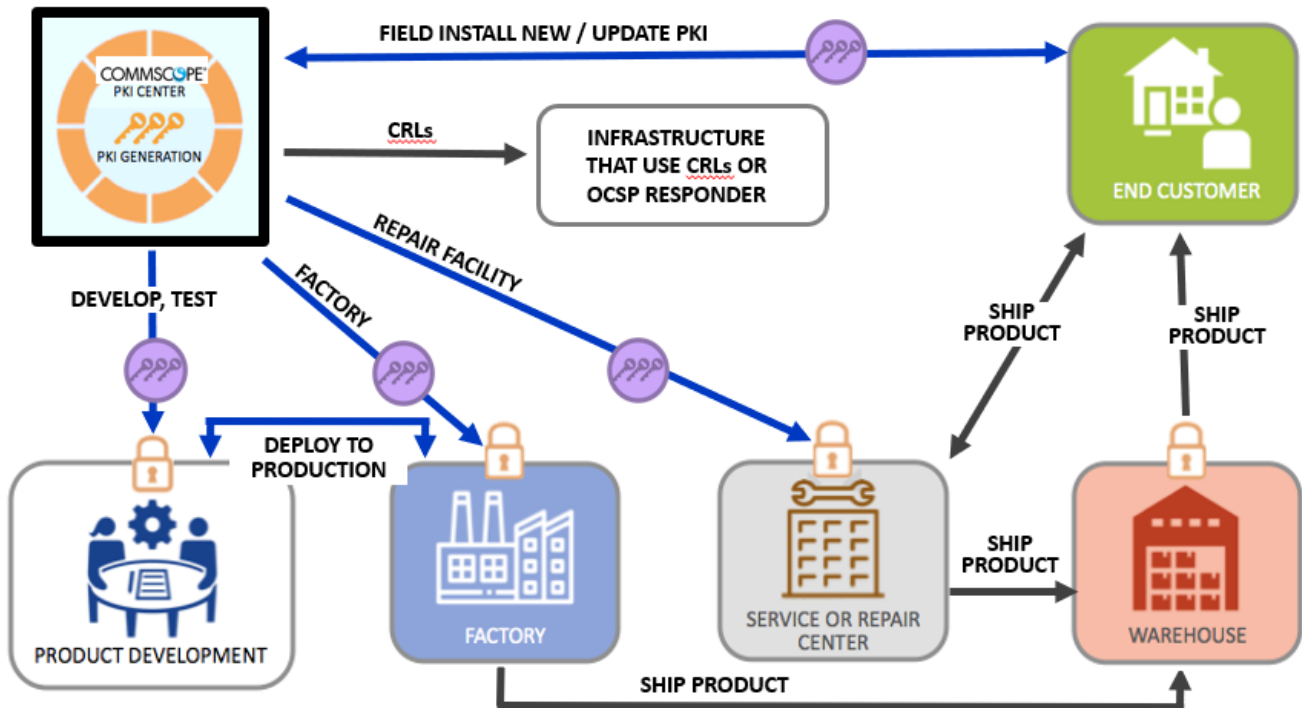 FIELD INSTALL NEW / UPDATE PKI
COMMSCOPE®
PKI CENTER
PKI GENERATION
CRLs
INFRASTRUCTURE
THAT USE CRLs OR
OCSP RESPONDER
END CUSTOMER
REPAIR FACILITY
FACTORY
DEVELOP, TEST
SHIP
PRODUCT
SHIP
PRODUCT
DEPLOY TO
PRODUCTION
SHIP
PRODUCT
PRODUCT DEVELOPMENT
FACTORY
SERVICE OR REPAIR
CENTER
WAREHOUSE
SHIP PRODUCT